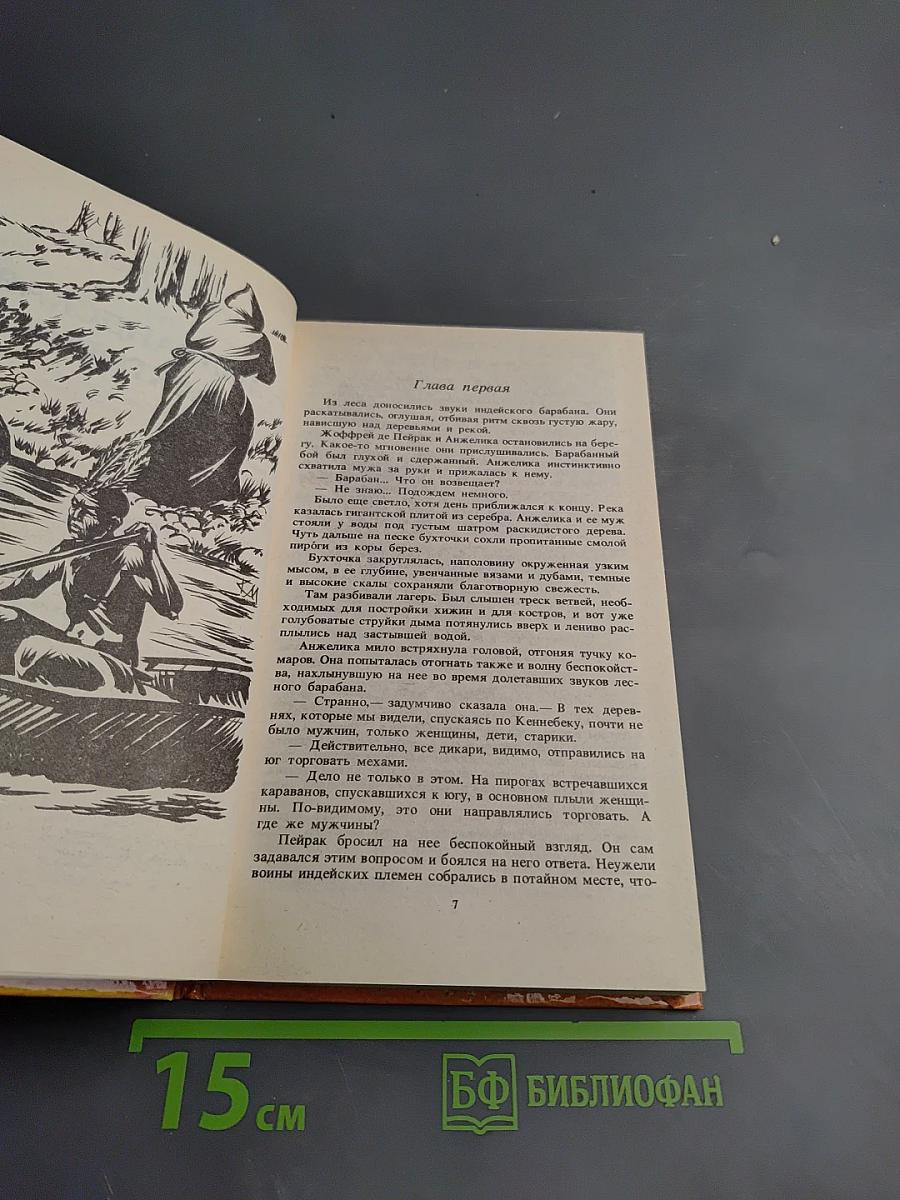 Глава первая
Из леса доносились звуки индейского барабана. Они
раскатывались, оглушая, отбивая ритм сквозь густую жару,
нависшую над деревьями и рекой.
Жоффрей де Пейрак и Анжелика остановились на бере-
гу. Какое-то мгновение они прислушивались. Барабанный
бой был глухой и сдержанный. Анжелика инстинктивно
схватила мужа за руки и прижалась к нему.
— Барабан... Что он возвещает?
— Не знаю... Подождем немного.
Было еще светло, хотя день приближался к концу. Река
казалась гигантской плитой из серебра. Анжелика и ее муж
стояли у воды под густым шатром раскидистого дерева.
Чуть дальше на песке бухточки сохли пропитанные смолой
пиро́ги из коры берез.
Бухточка закруглялась, наполовину окруженная узким
мысом, в ее глубине, увенчанные вязами и дубами, темные
и высокие скалы сохраняли благотворную свежесть.
Там разбивали лагерь. Был слышен треск ветвей, необ-
ходимых для постройки хижин и для костров, и вот уже
голубоватые струйки дыма потянулись вверх и лениво рас-
плылись над застывшей водой.
Анжелика мило встряхнула головой, отгоняя тучку ко-
маров. Она попыталась отогнать также и волну беспокойст-
ва, нахлынувшую на нее во время долетавших звуков лес-
ного барабана.
— Странно,— задумчиво сказала она.— В тех дерев-
нях, которые мы видели, спускаясь по Кеннебеку, почти не
было мужчин, только женщины, дети, старики.
— Действительно, все дикари, видимо, отправились на
юг торговать мехами.
— Дело не только в этом. На пирогах встречавшихся
караванов, спускавшихся к югу, в основном плыли женщи-
ны. По-видимому, это они направлялись торговать. А
где же мужчины?
Пейрак бросил на нее беспокойный взгляд. Он сам
задавался этим вопросом и боялся на него ответа. Неужели
воины индейских племен собрались в потайном месте, что-
7
15 см
БФ БИБЛИОФАН